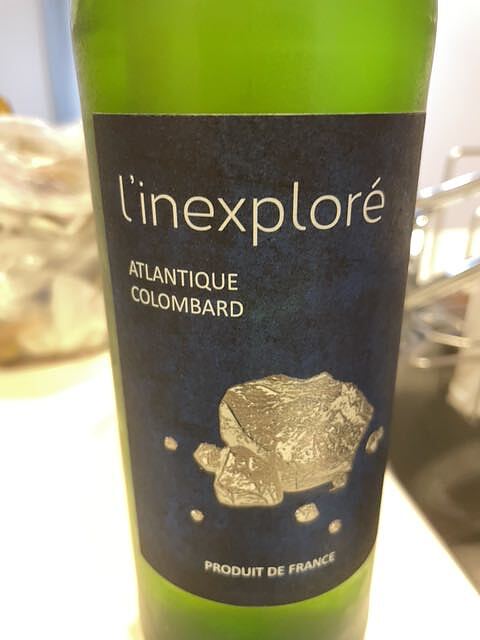 l'inexploré
ATLANTIQUE
COLOMBARD
PRODUIT DE FRANCE